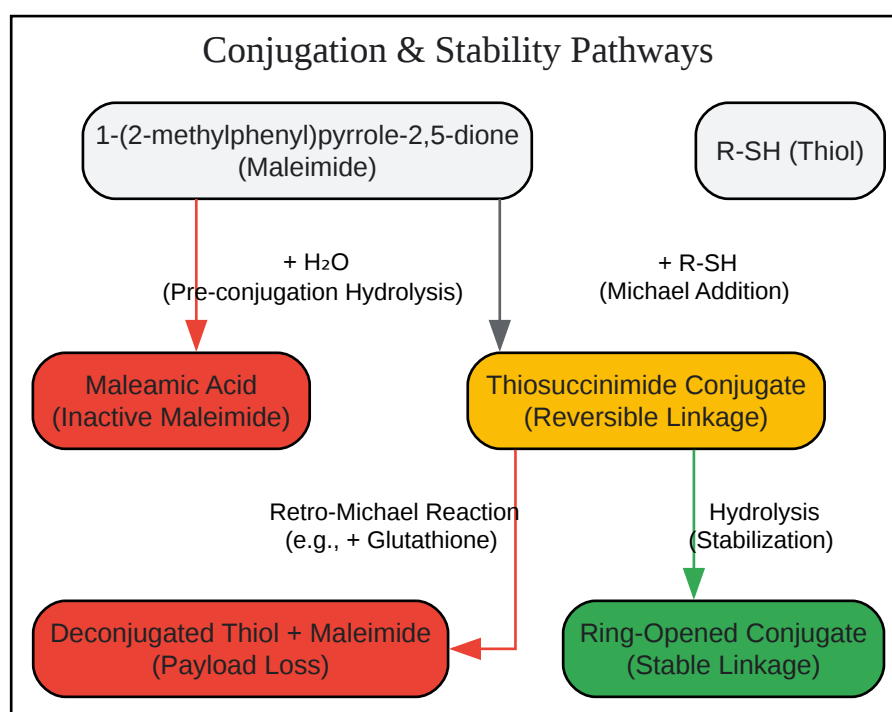 Conjugation & Stability Pathways
1-(2-methylphenyl)pyrrole-2,5-dione
(Maleimide)
R-SH (Thiol)
+ H₂O
(Pre-conjugation Hydrolysis)
+ R-SH
(Michael Addition)
Maleamic Acid
(Inactive Maleimide)
Thiosuccinimide Conjugate
(Reversible Linkage)
Retro-Michael Reaction
(e.g., + Glutathione)
Hydrolysis
(Stabilization)
Deconjugated Thiol + Maleimide
(Payload Loss)
Ring-Opened Conjugate
(Stable Linkage)